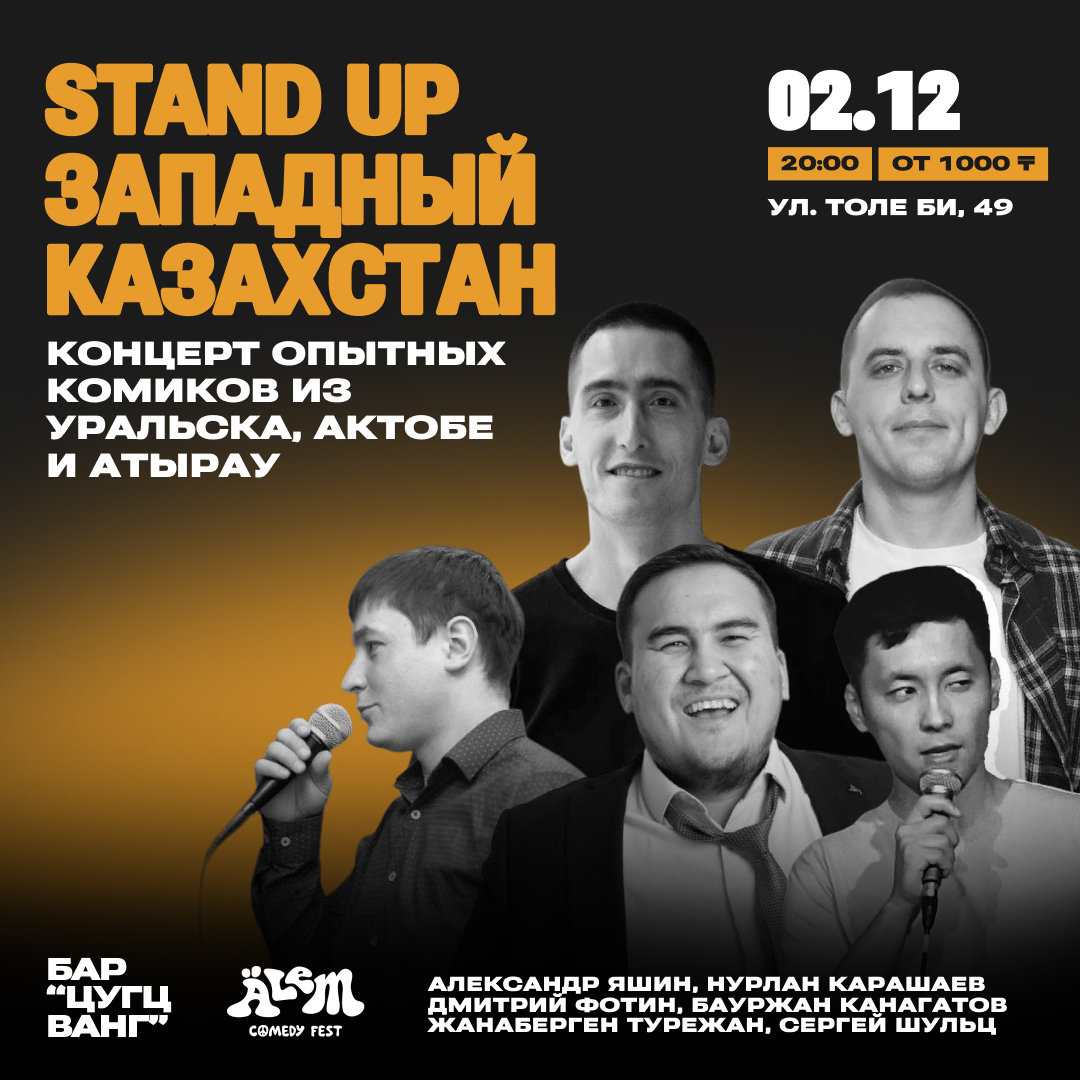 STAND UP
ЗАПАДНЫЙ
КАЗАХСТАН
КОНЦЕРТ ОПЫТНЫХ
КОМИКОВ ИЗ
УРАЛЬСКА, АКТОБЕ
И АТЫРАУ
02.12
20:00 ОТ 1000 ₸
УЛ. ТОЛЕ БИ, 49
БАР
“ЦУГЦ
ВАНГ”
ÄLEM
COMEDY FEST
АЛЕКСАНДР ЯШИН, НУРЛАН КАРАШАЕВ
ДМИТРИЙ ФОТИН, БАУРЖАН КАНАГАТОВ
ЖАНАБЕРГЕН ТУРЕЖАН, СЕРГЕЙ ШУЛЬЦ